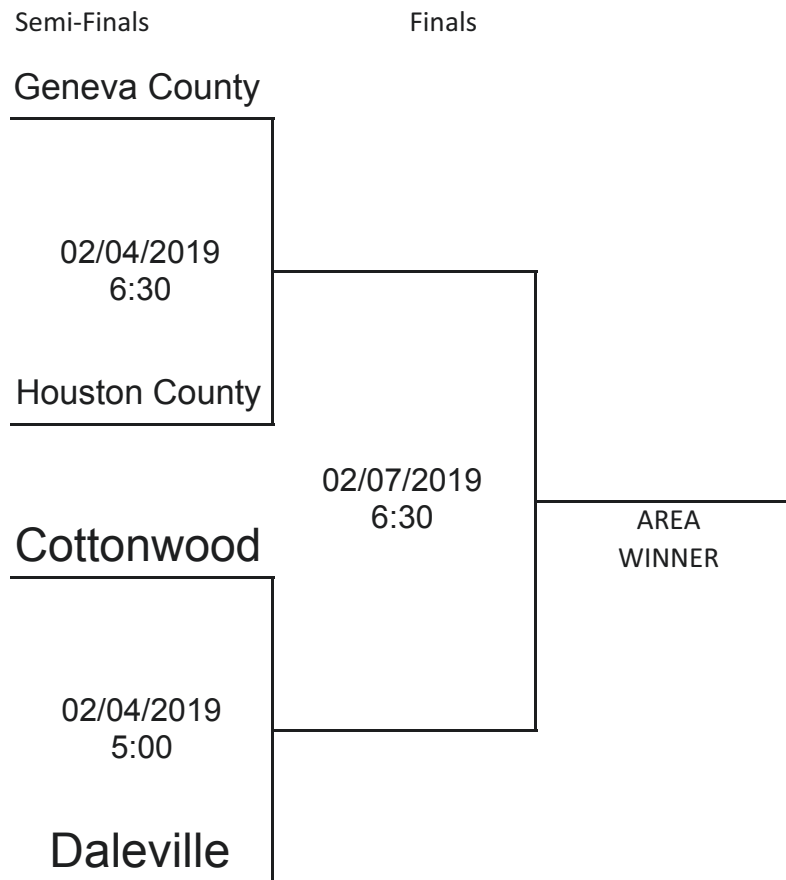 Semi-Finals
Finals
Geneva County
02/04/2019
6:30
Houston County
02/07/2019
6:30
AREA
WINNER
Cottonwood
02/04/2019
5:00
Daleville